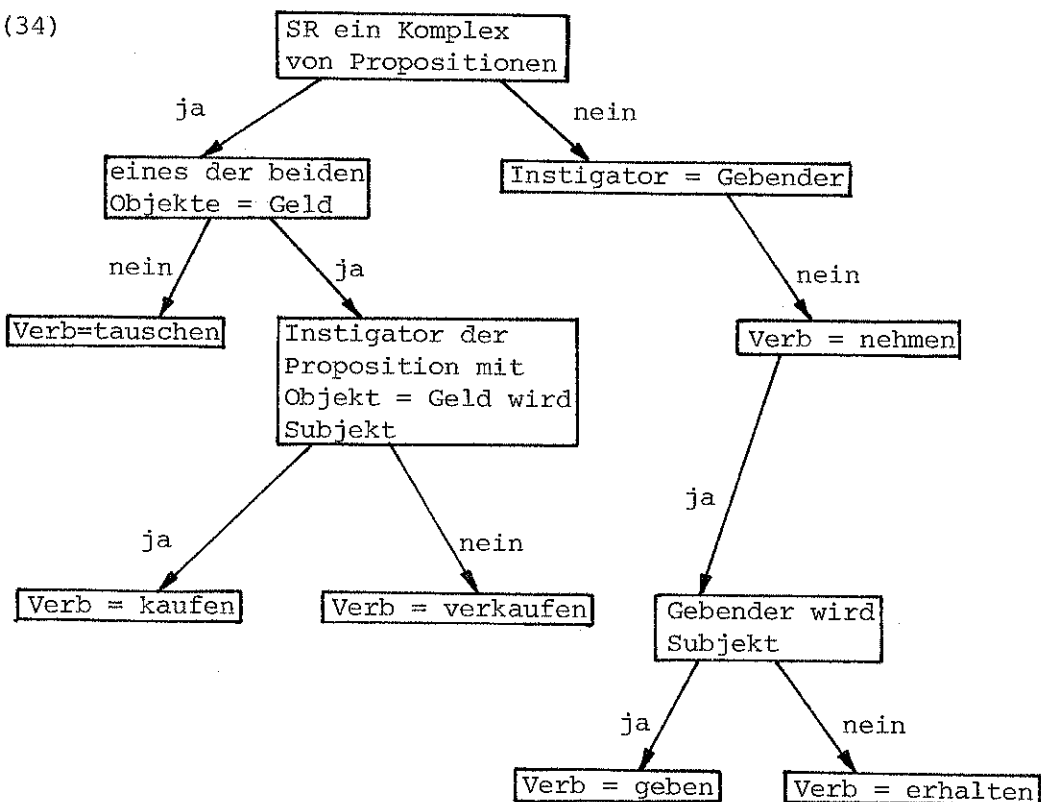 (34)
SR ein Komplex
von Propositionen
ja
nein
eines der beiden
Objekte = Geld
Instigator = Gebender
nein
ja
nein
Verb=tauschen
Instigator der
Proposition mit
Objekt = Geld wird
Subjekt
Verb = nehmen
ja
ja
nein
Verb = kaufen
Verb = verkaufen
Gebender wird
Subjekt
ja
nein
Verb = geben
Verb = erhalten